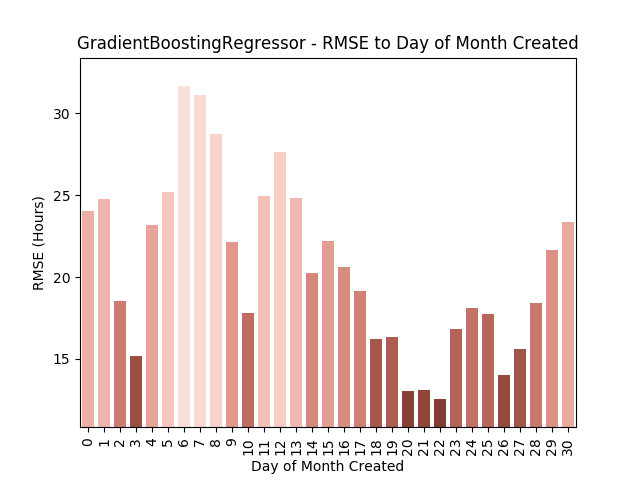 GradientBoostingRegressor - RMSE to Day of Month Created
RMSE (Hours)
30
25
20
15
0 1 2 3 4 5 6 7 8 9 10 11 12 13 14 15 16 17 18 19 20 21 22 23 24 25 26 27 28 29 30
Day of Month Created